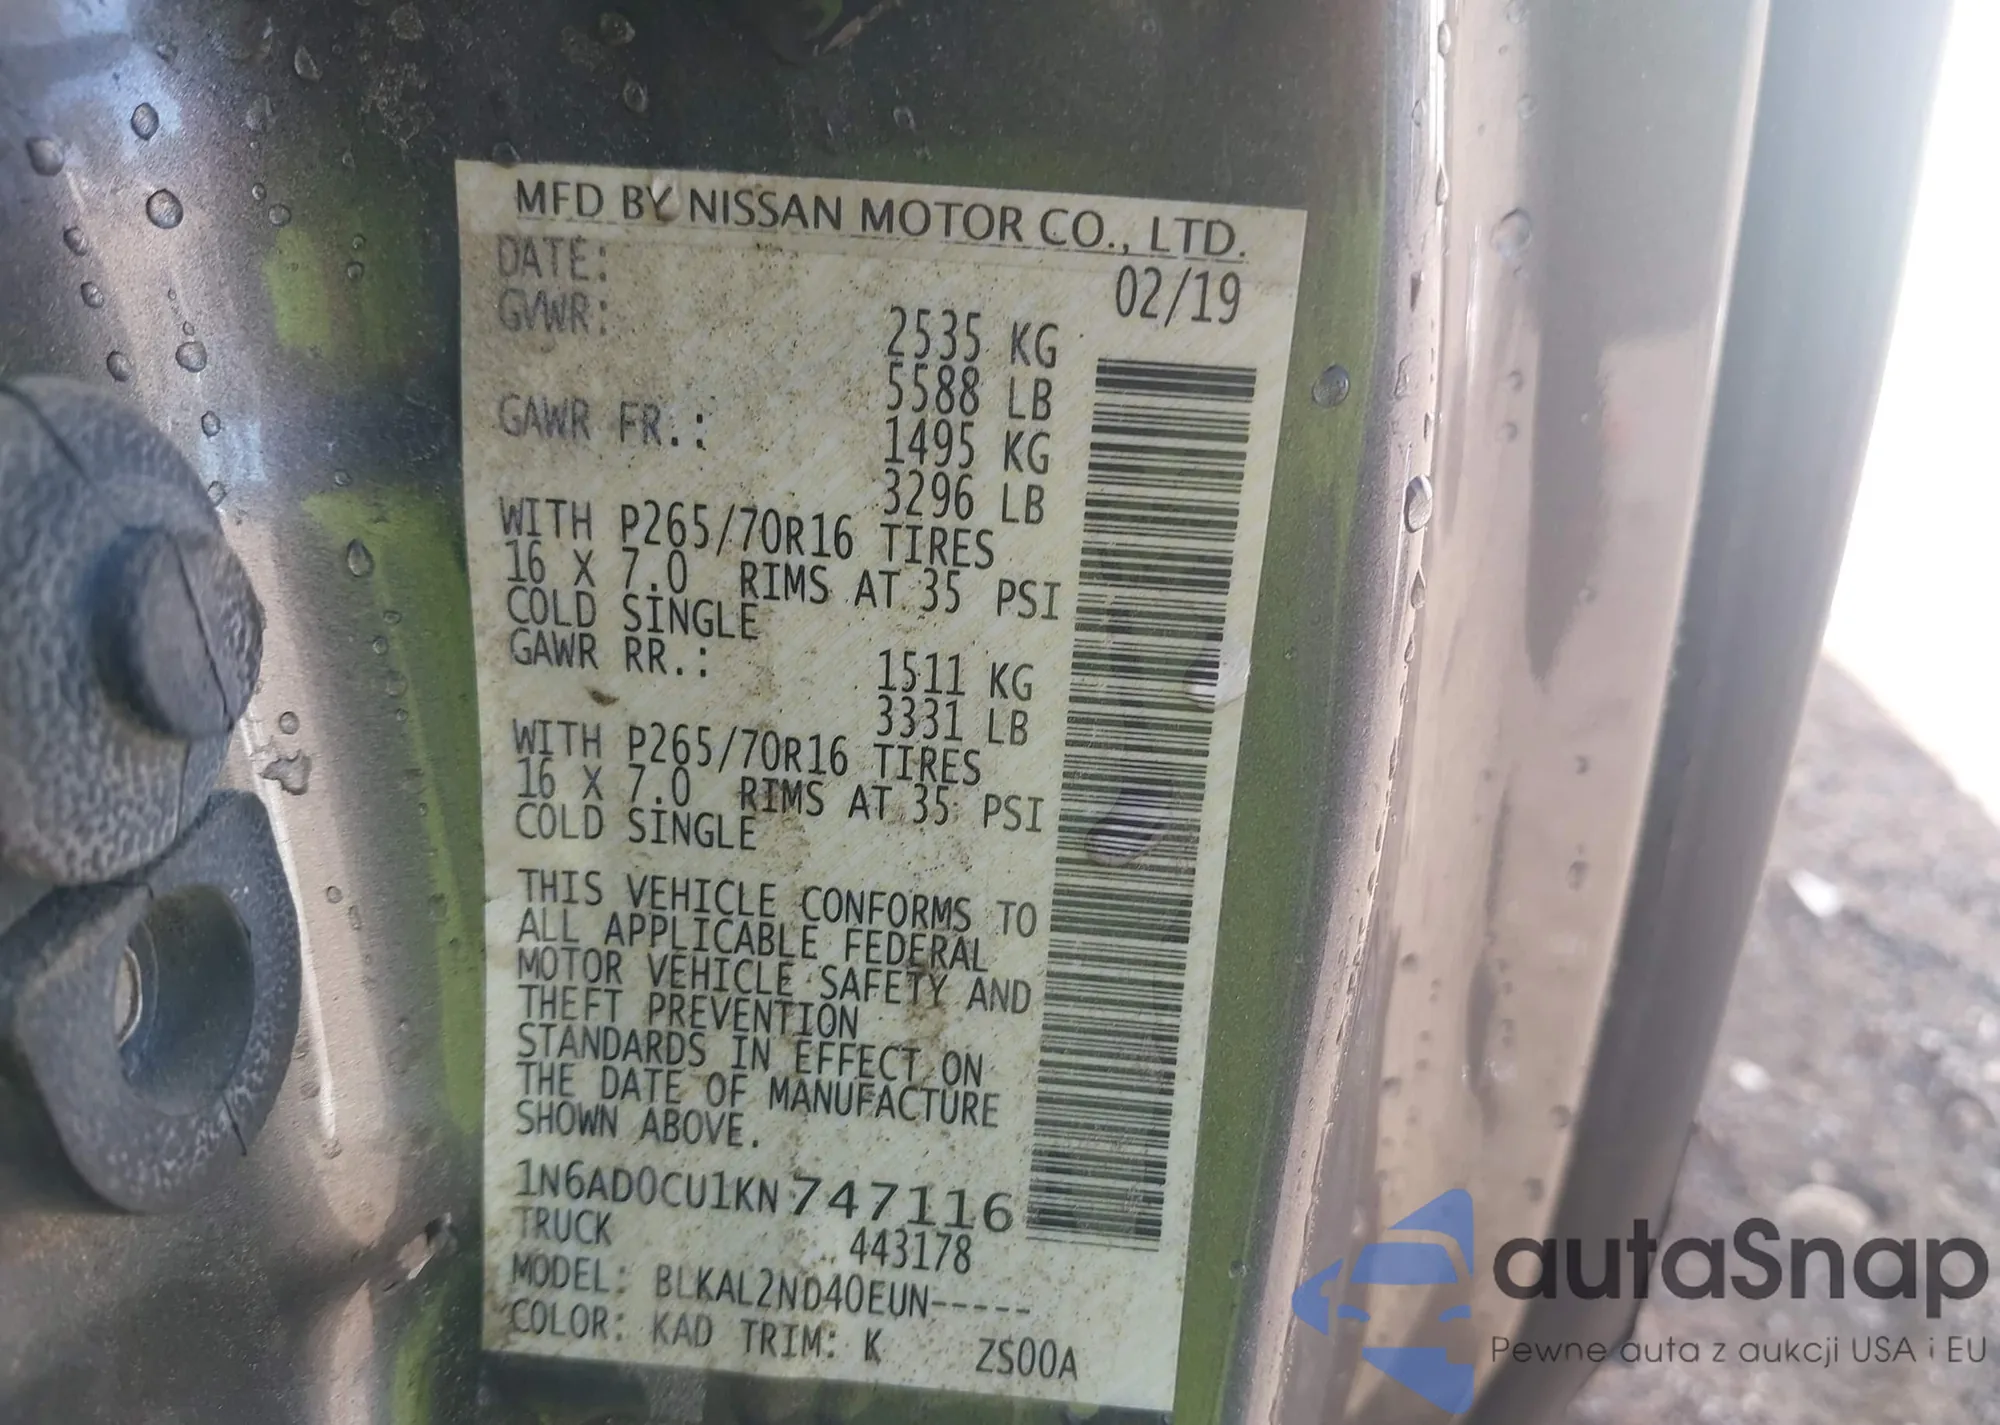 MFD BY NISSAN MOTOR CO., LTD.
DATE: 02/19
GVWR: 2535 KG
5588 LB
GAWR FR.: 1495 KG
3296 LB
WITH P265/70R16 TIRES
16 X 7.0 RIMS AT 35 PSI
COLD SINGLE
GAWR RR.: 1511 KG
3331 LB
WITH P265/70R16 TIRES
16 X 7.0 RIMS AT 35 PSI
COLD SINGLE
THIS VEHICLE CONFORMS TO
ALL APPLICABLE FEDERAL
MOTOR VEHICLE SAFETY AND
THEFT PREVENTION
STANDARDS IN EFFECT ON
THE DATE OF MANUFACTURE
SHOWN ABOVE.
1N6AD0CU1KN747116
TRUCK 443178
MODEL: BLKAL2ND40EUN-----
COLOR: KAD TRIM: K ZS00A
autaSnap
Pewne auta z aukcji USA i EU